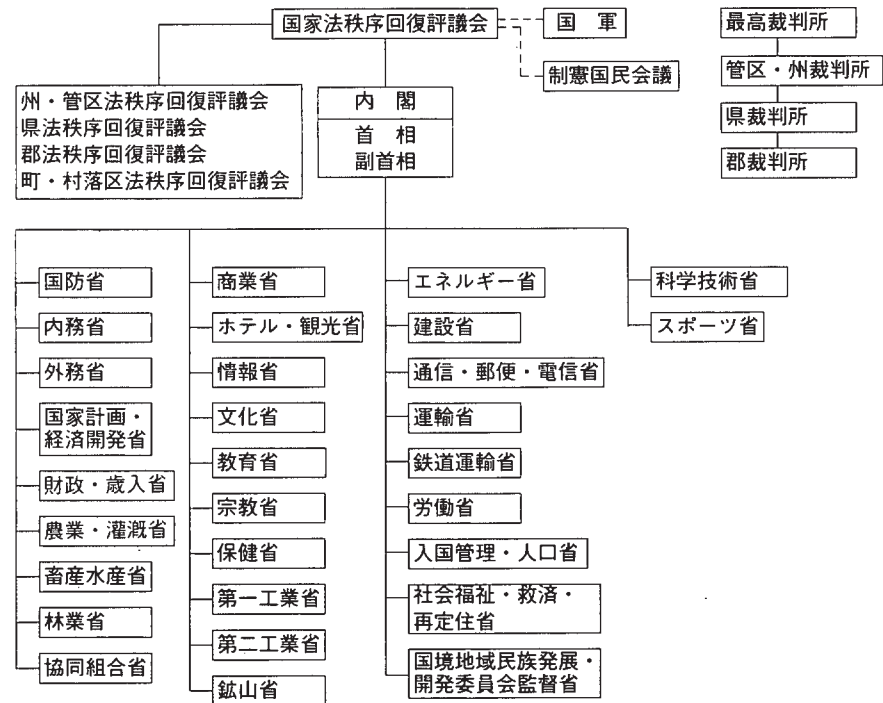 国家法秩序回復評議会
国　軍
制憲国民会議
最高裁判所
管区・州裁判所
県裁判所
郡裁判所
州・管区法秩序回復評議会
県法秩序回復評議会
郡法秩序回復評議会
町・村落区法秩序回復評議会
内　閣
首　相
副首相
国防省
内務省
外務省
国家計画・
経済開発省
財政・歳入省
農業・灌漑省
畜産水産省
林業省
協同組合省
商業省
ホテル・観光省
情報省
文化省
教育省
宗教省
保健省
第一工業省
第二工業省
鉱山省
エネルギー省
建設省
通信・郵便・電信省
運輸省
鉄道運輸省
労働省
入国管理・人口省
社会福祉・救済・
再定住省
国境地域民族発展・
開発委員会監督省
科学技術省
スポーツ省